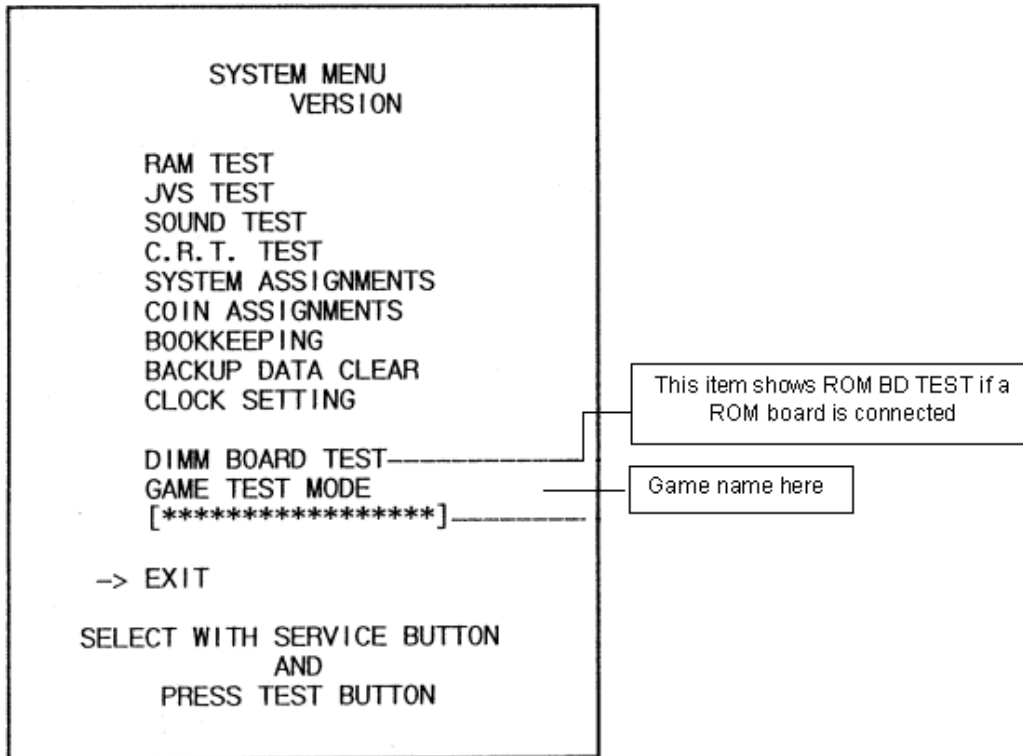 SYSTEM MENU
VERSION
RAM TEST
JVS TEST
SOUND TEST
C.R.T. TEST
SYSTEM ASSIGNMENTS
COIN ASSIGNMENTS
BOOKKEEPING
BACKUP DATA CLEAR
CLOCK SETTING
This item shows ROM BD TEST if a
ROM board is connected
DIMM BOARD TEST
GAME TEST MODE
Game name here
[*****************]
-> EXIT
SELECT WITH SERVICE BUTTON
AND
PRESS TEST BUTTON